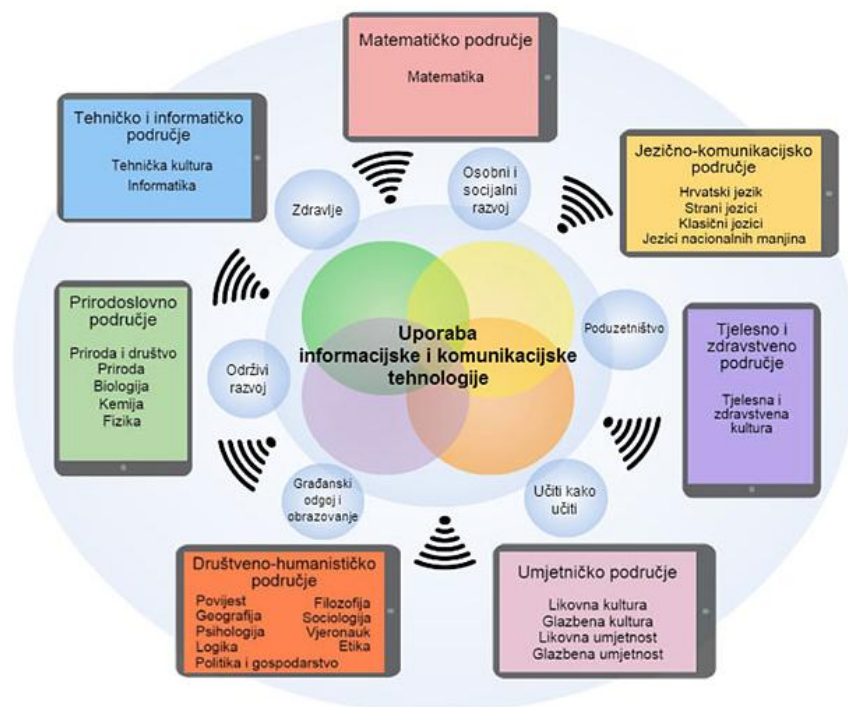 Matematičko područje
Matematika
Tehničko i informatičko
područje
Tehnička kultura
Informatika
Jezično-komunikacijsko
područje
Hrvatski jezik
Strani jezici
Klasični jezici
Jezici nacionalnih manjina
Zdravlje
Osobni i
socijalni
razvoj
Prirodoslovno
područje
Priroda i društvo
Priroda
Biologija
Kemija
Fizika
Održivi
razvoj
Uporaba
informacijske i komunikacijske
tehnologije
Poduzetništvo
Tjelesno i
zdravstveno
područje
Tjelesna i
zdravstvena
kultura
Građanski
odgoj i
obrazovanje
Učiti kako
učiti
Društveno-humanističko
područje
Povijest Filozofija
Geografija Sociologija
Psihologija Vjeronauk
Logika Etika
Politika i gospodarstvo
Umjetničko područje
Likovna kultura
Glazbena kultura
Likovna umjetnost
Glazbena umjetnost